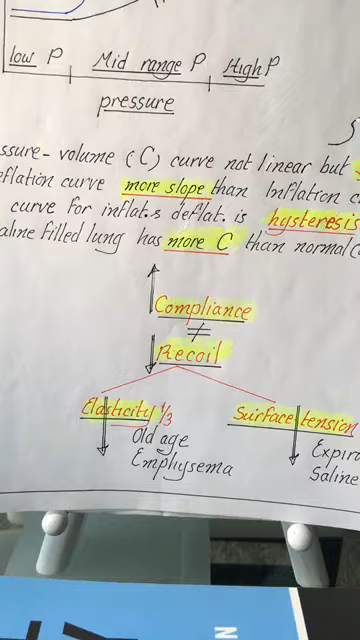 low P Mid range P High P
pressure
ssure-volume (C) curve not linear but
eflation curve more slope than Inflation c
curve for inflat. & deflat. is hysteresis
aline filled lung has more C than normal (
↑ Compliance
≠
↓ Recoil
Elasticity 1/3 Surface tension
Old age Expira
Emphysema Saline
N